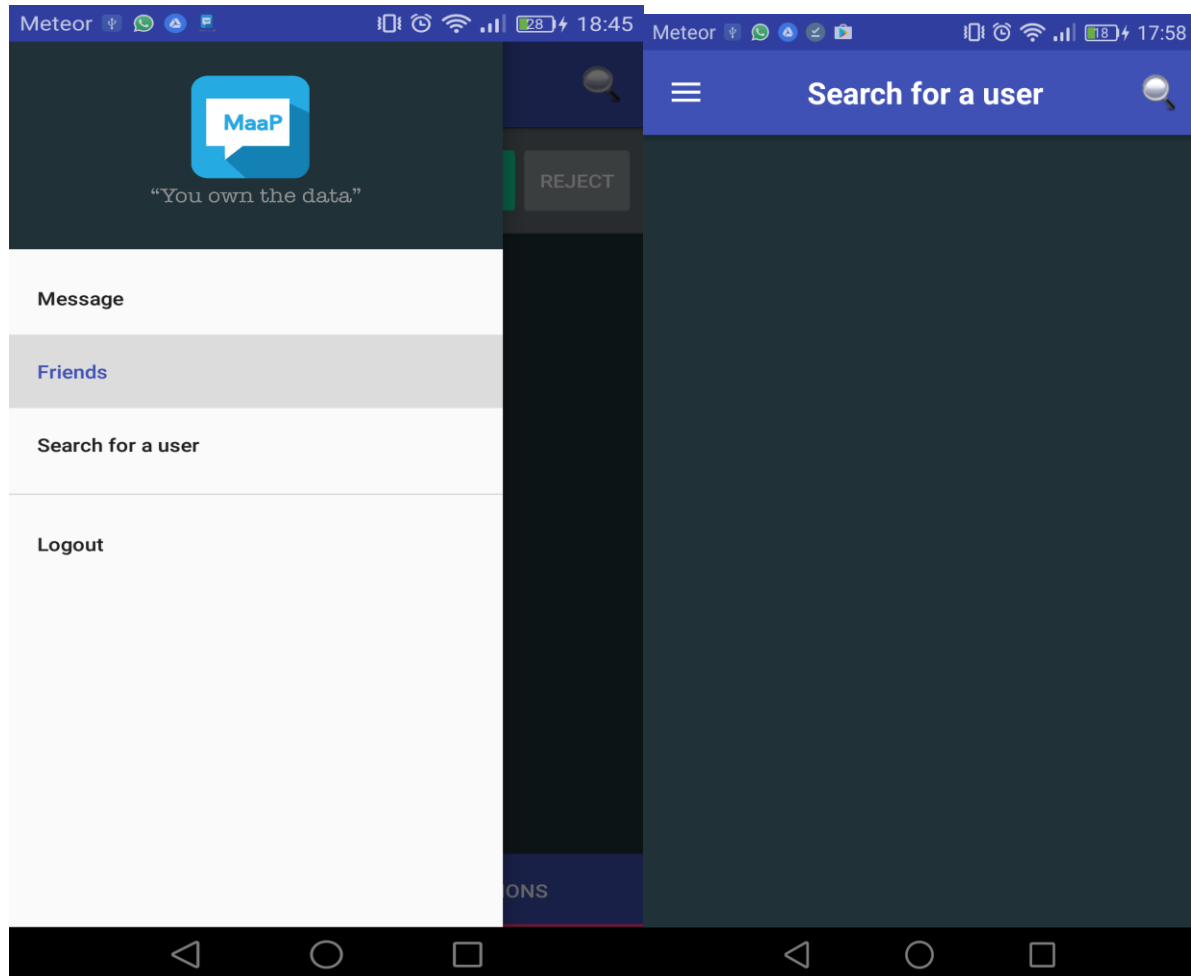 Meteor 28 18:45
MaaP
“You own the data”
REJECT
Message
Friends
Search for a user
Logout
IONS
Meteor 18 17:58
Search for a user